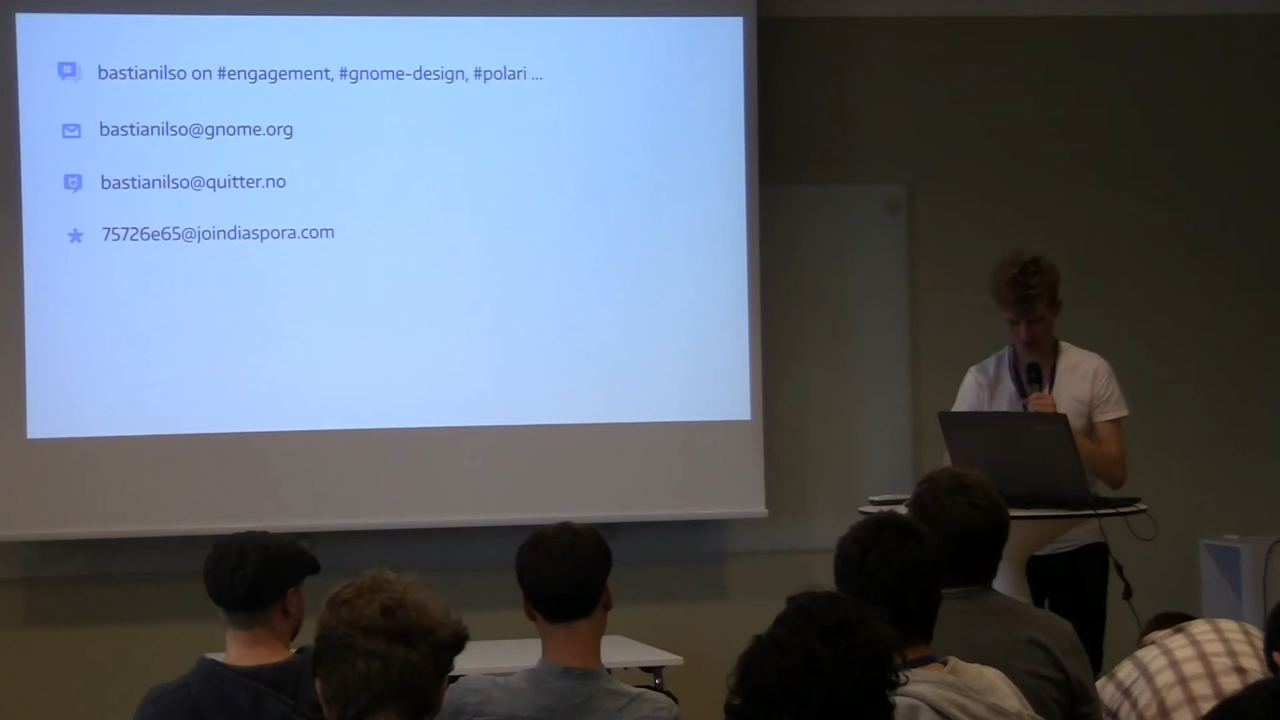 bastianilso on #engagement, #gnome-design, #polari ...
bastianilso@gnome.org
bastianilso@quitter.no
75726e65@joindiaspora.com